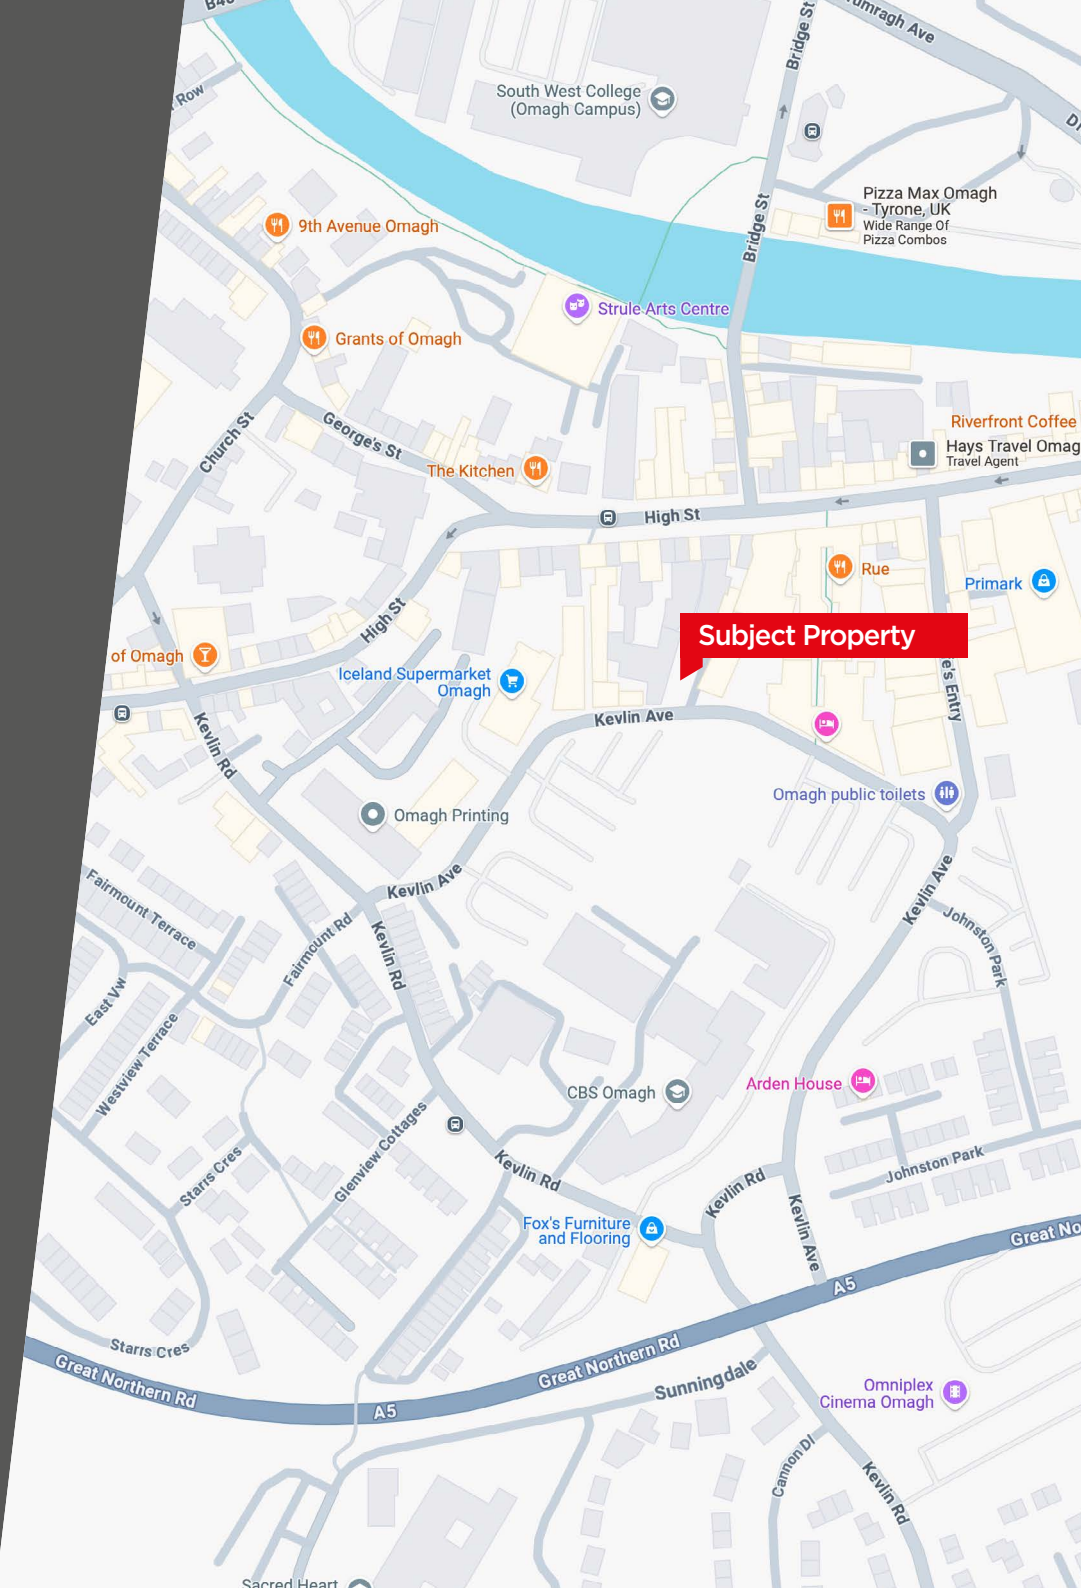 umragh Ave
Bridge St
Row
South West College
(Omagh Campus)
Pizza Max Omagh
- Tyrone, UK
Wide Range Of
Pizza Combos
9th Avenue Omagh
Bridge St
Strule Arts Centre
Grants of Omagh
Church St
George's St
Riverfront Coffee
Hays Travel Omag
Travel Agent
The Kitchen
High St
Rue
Primark
High St
Subject Property
of Omagh
Iceland Supermarket
Omagh
e's Entry
Kevlin Ave
Kevlin Rd
Omagh public toilets
Omagh Printing
Kevlin Ave
Kevlin Ave
Fairmount Terrace
Fairmount Rd
Kevlin Rd
Johnston Park
East Vw
Westview Terrace
CBS Omagh
Arden House
Glenview Cottages
Starrs Cres
Kevlin Rd
Johnston Park
Kevlin Rd
Kevlin Ave
Fox's Furniture
and Flooring
Great No
A5
Starrs Cres
Great Northern Rd
Great Northern Rd
Sunningdale
A5
Omniplex
Cinema Omagh
Cannon Dl
Kevlin Rd
Sacred Heart